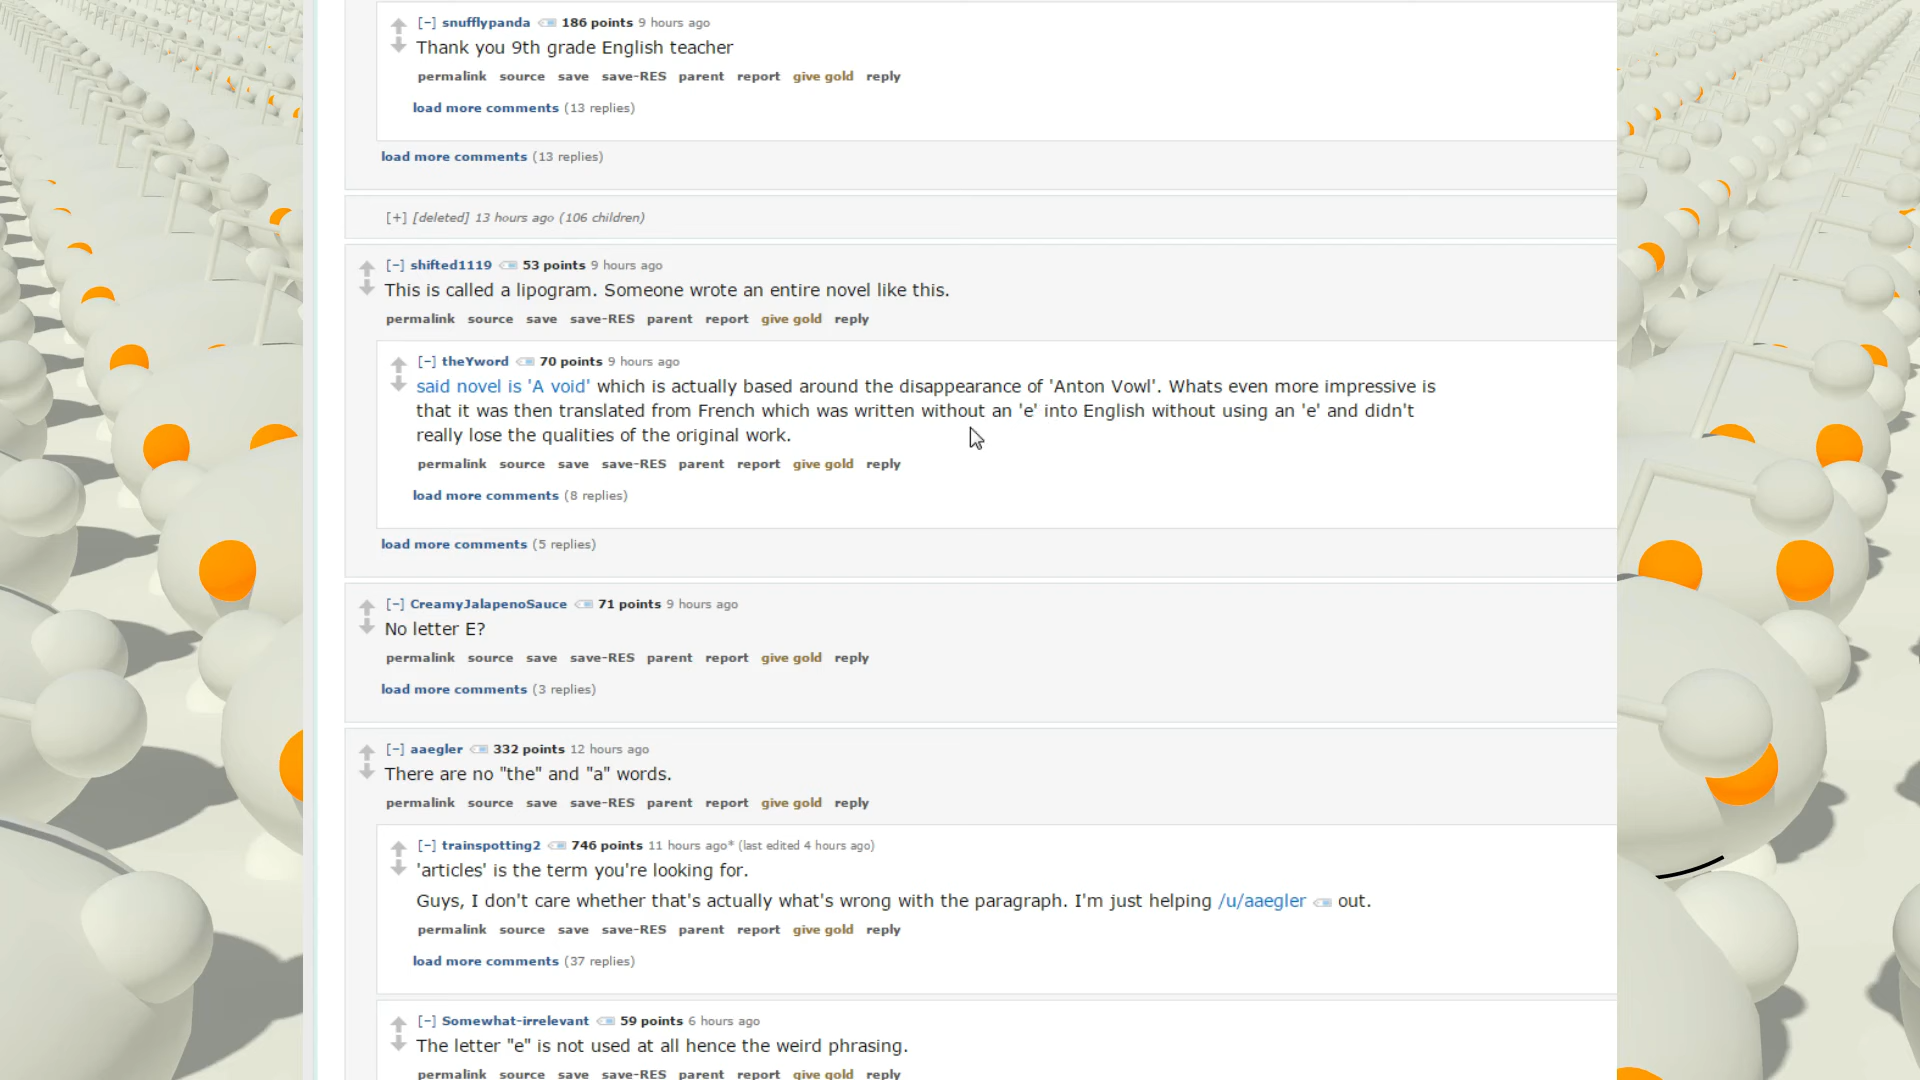 [−] snufflypanda 186 points 9 hours ago
Thank you 9th grade English teacher
permalink source save save-RES parent report give gold reply
load more comments (13 replies)
load more comments (13 replies)
[+] [deleted] 13 hours ago (106 children)
[−] shifted1119 53 points 9 hours ago
This is called a lipogram. Someone wrote an entire novel like this.
permalink source save save-RES parent report give gold reply
[−] theYword 70 points 9 hours ago
said novel is 'A void' which is actually based around the disappearance of 'Anton Vowl'. Whats even more impressive is
that it was then translated from French which was written without an 'e' into English without using an 'e' and didn't
really lose the qualities of the original work.
permalink source save save-RES parent report give gold reply
load more comments (8 replies)
load more comments (5 replies)
[−] CreamyJalapenoSauce 71 points 9 hours ago
No letter E?
permalink source save save-RES parent report give gold reply
load more comments (3 replies)
[−] aaegler 332 points 12 hours ago
There are no "the" and "a" words.
permalink source save save-RES parent report give gold reply
[−] trainspotting2 746 points 11 hours ago* (last edited 4 hours ago)
'articles' is the term you're looking for.
Guys, I don't care whether that's actually what's wrong with the paragraph. I'm just helping /u/aaegler out.
permalink source save save-RES parent report give gold reply
load more comments (37 replies)
[−] Somewhat-irrelevant 59 points 6 hours ago
The letter "e" is not used at all hence the weird phrasing.
permalink source save save-RES parent report give gold reply